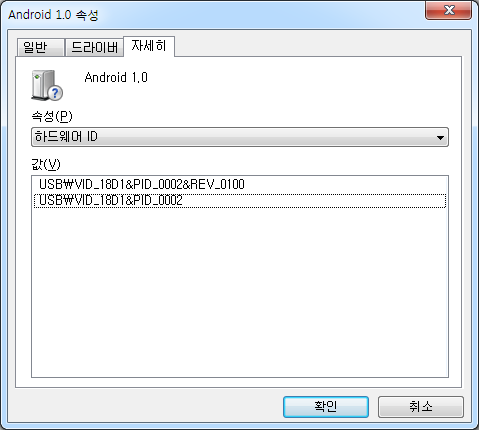 Android 1.0 속성
일반 드라이버 자세히
Android 1.0
속성(P)
하드웨어 ID
값(V)
USB₩VID_18D1&PID_0002&REV_0100
USB₩VID_18D1&PID_0002
확인 취소